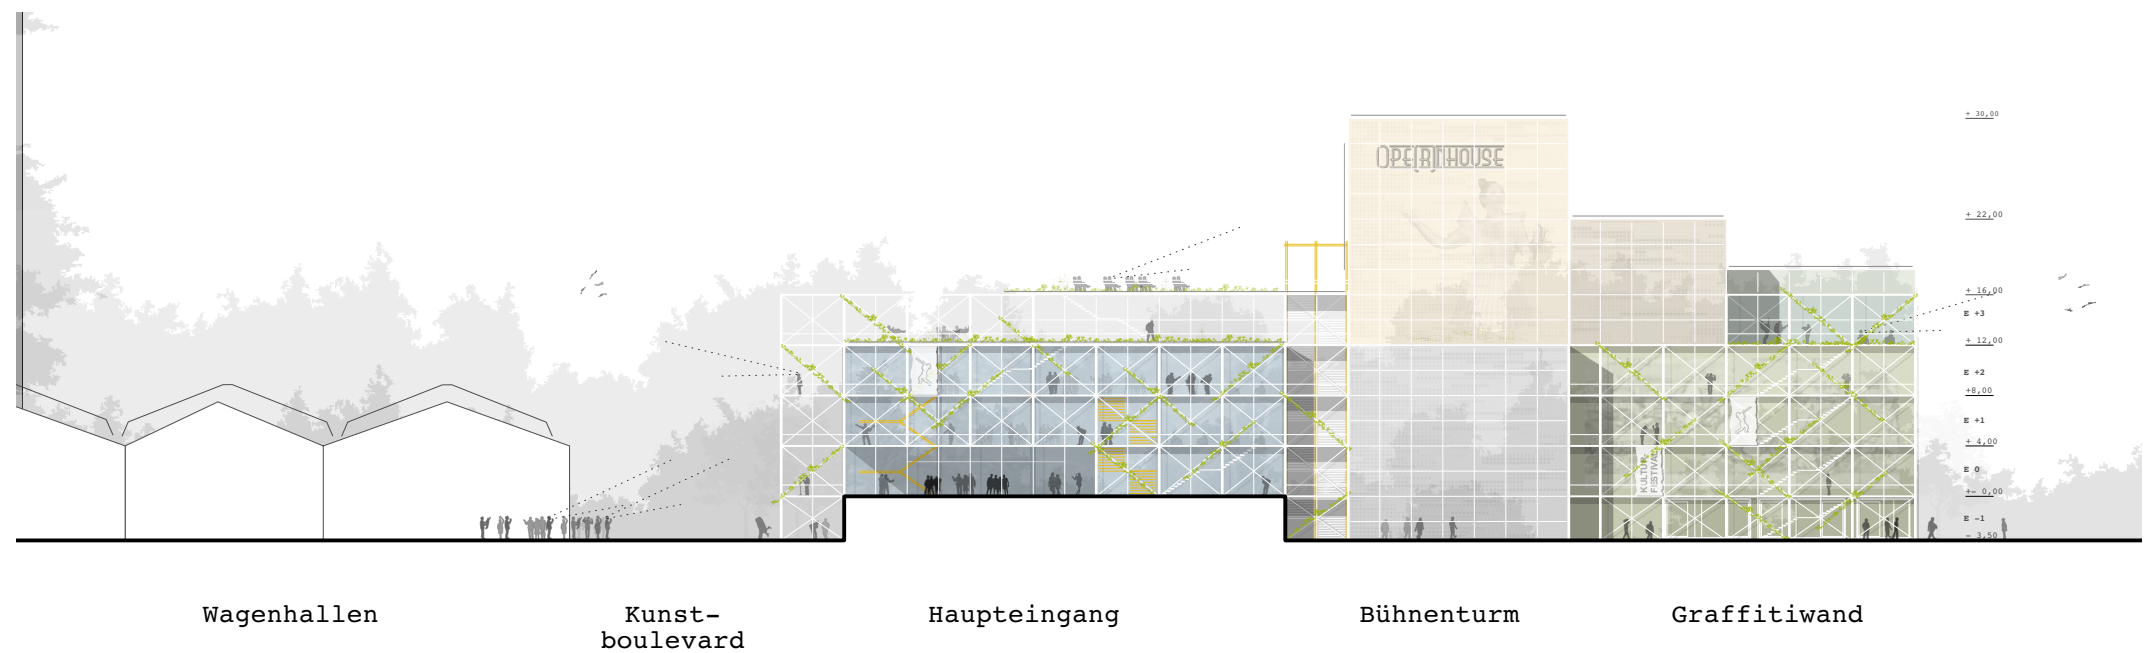 OPE(R)NHOUSE
KULTUR
FESTIVAL
+ 30,00
+ 22,00
+ 16,00
E +3
+ 12,00
E +2
+8,00
E +1
+ 4,00
E 0
+- 0,00
E -1
- 3,50
Wagenhallen
Kunst-
boulevard
Haupteingang
Bühnenturm
Graffitiwand